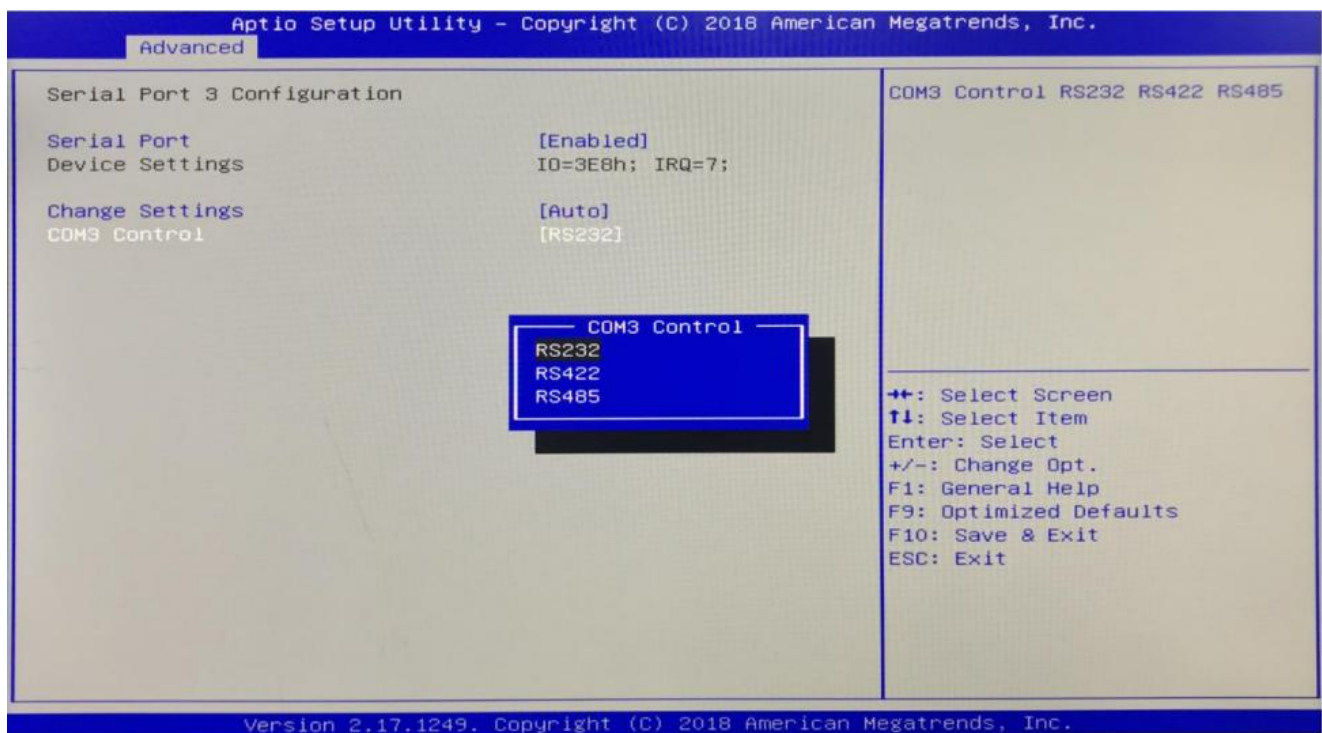 Aptio Setup Utility – Copyright (C) 2018 American Megatrends, Inc.
Advanced
Serial Port 3 Configuration
Serial Port [Enabled]
Device Settings IO=3E8h; IRQ=7;
Change Settings [Auto]
COM3 Control [RS232]
COM3 Control
RS232
RS422
RS485
COM3 Control RS232 RS422 RS485
→←: Select Screen
↑↓: Select Item
Enter: Select
+/-: Change Opt.
F1: General Help
F9: Optimized Defaults
F10: Save & Exit
ESC: Exit
Version 2.17.1249. Copyright (C) 2018 American Megatrends, Inc.